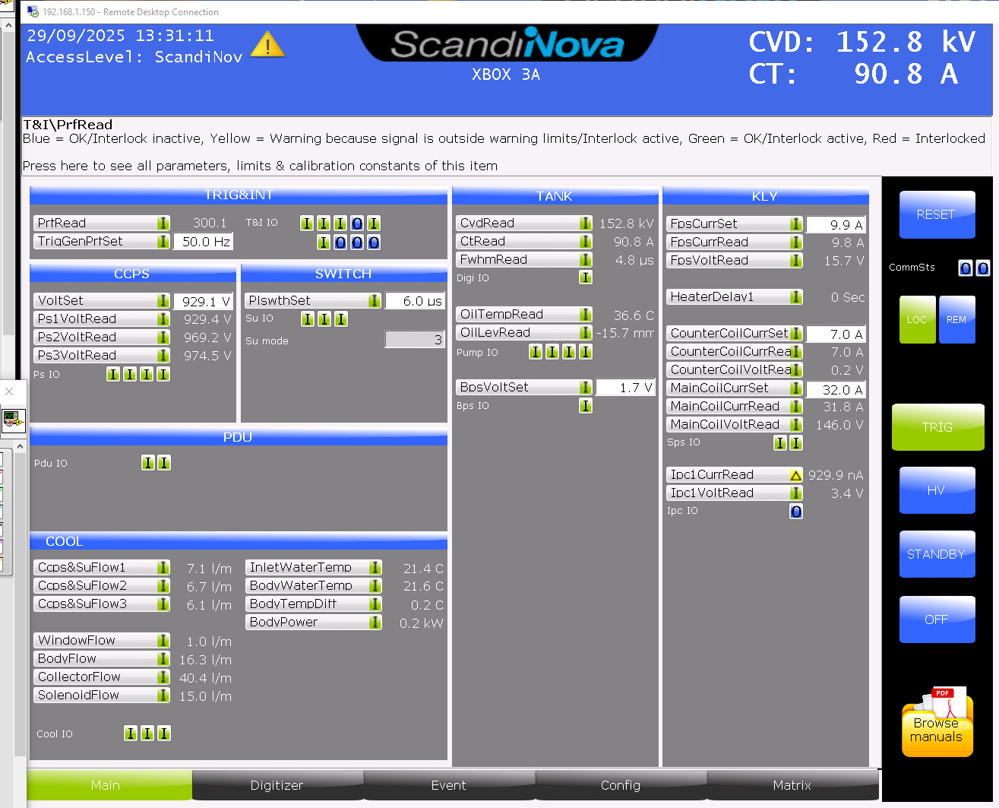 192.168.1.150 - Remote Desktop Connection
29/09/2025 13:31:11
AccessLevel: ScandiNov
ScandiNova
XBOX 3A
CVD: 152.8 kV
CT: 90.8 A
T&I\PrfRead
Blue = OK/Interlock inactive, Yellow = Warning because signal is outside warning limits/Interlock active, Green = OK/Interlock active, Red = Interlocked
Press here to see all parameters, limits & calibration constants of this item
TRIG&INT
PrfRead I 300.1 T&I IO I I I 0 I
TrigGenPrfSet I 50.0 Hz I 0 0 0
CCPS
VoltSet I 929.1 V
Ps1VoltRead I 929.4 V
Ps2VoltRead I 969.2 V
Ps3VoltRead I 974.5 V
Ps IO I I I I
SWITCH
PlswthSet I 6.0 µs
Su IO I I I
Su mode 3
PDU
Pdu IO I I
COOL
Ccps&SuFlow1 I 7.1 l/m
Ccps&SuFlow2 I 6.7 l/m
Ccps&SuFlow3 I 6.1 l/m
WindowFlow I 1.0 l/m
BodyFlow I 16.3 l/m
CollectorFlow I 40.4 l/m
SolenoidFlow I 15.0 l/m
Cool IO I I I
InletWaterTemp I 21.4 C
BodyWaterTemp I 21.6 C
BodyTempDiff I 0.2 C
BodyPower I 0.2 kW
TANK
CvdRead I 152.8 kV
CtRead I 90.8 A
FwhmRead I 4.8 µs
Digi IO I
OilTempRead I 36.6 C
OilLevRead I -15.7 mm
Pump IO I I I I
BpsVoltSet I 1.7 V
Bps IO I
KLY
FpsCurrSet I 9.9 A
FpsCurrRead I 9.8 A
FpsVoltRead I 15.7 V
HeaterDelay1 I 0 Sec
CounterCoilCurrSet I 7.0 A
CounterCoilCurrRea I 7.0 A
CounterCoilVoltRea I 0.2 V
MainCoilCurrSet I 32.0 A
MainCoilCurrRead I 31.8 A
MainCoilVoltRead I 146.0 V
Sps IO I I
Ipc1CurrRead 929.9 nA
Ipc1VoltRead I 3.4 V
Ipc IO 0
RESET
CommSts 0 0
LOC REM
TRIG
HV
STANDBY
OFF
PDF
Browse
manuals
Main Digitizer Event Config Matrix